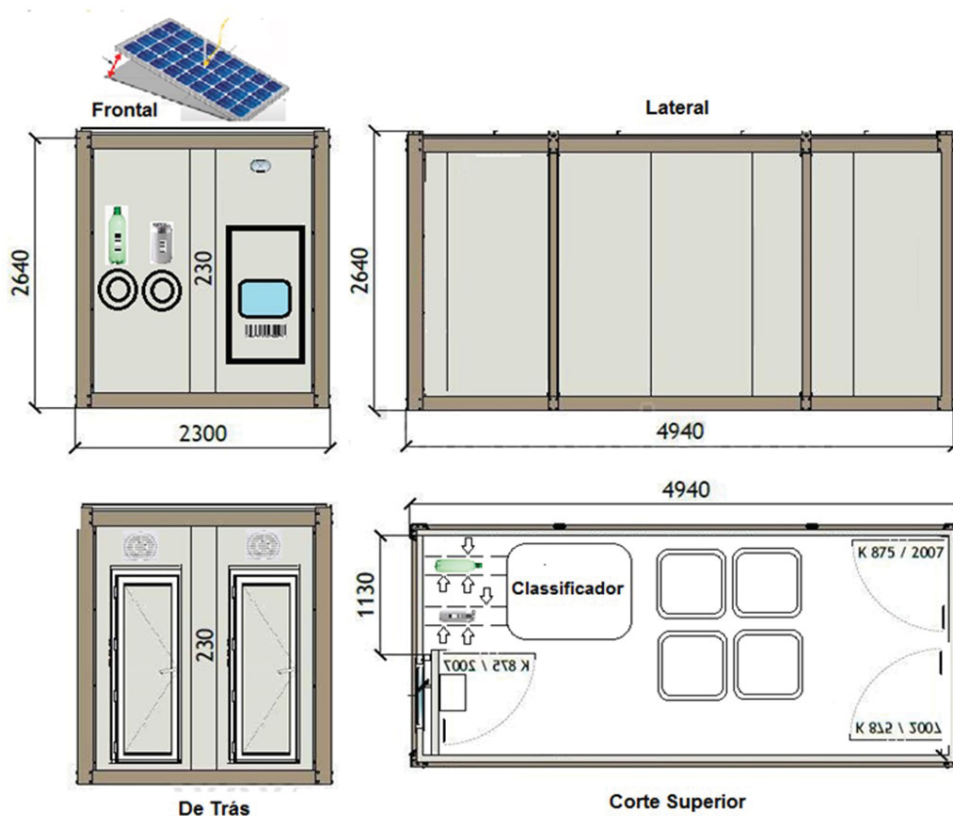 Frontal
Lateral
2640
230
2300
2640
4940
230
De Trás
4940
1130
Classificador
K 875 / 2007
K 875 / 2007
K 875 / 2007
Corte Superior